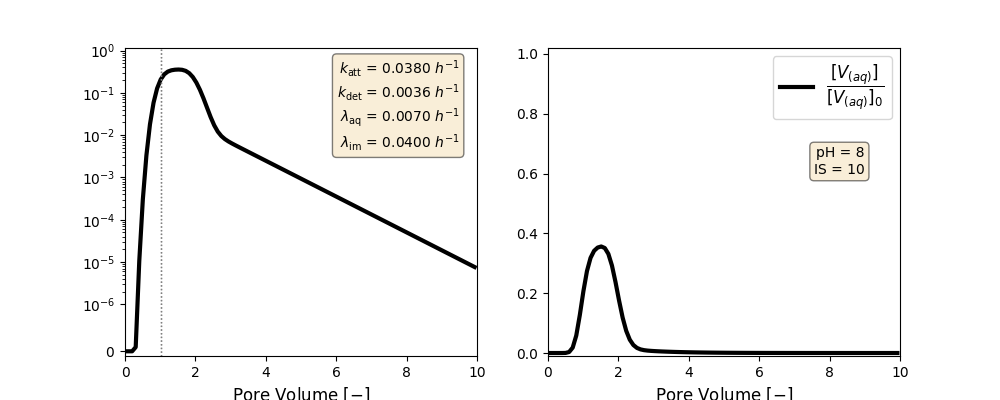 10⁰
10⁻¹
10⁻²
10⁻³
10⁻⁴
10⁻⁵
10⁻⁶
0
k_att = 0.0380 h⁻¹
k_det = 0.0036 h⁻¹
λ_aq = 0.0070 h⁻¹
λ_im = 0.0400 h⁻¹
0 2 4 6 8 10
Pore Volume [−]
1.0
0.8
0.6
0.4
0.2
0.0
[V_(aq)]
[V_(aq)]₀
pH = 8
IS = 10
0 2 4 6 8 10
Pore Volume [−]